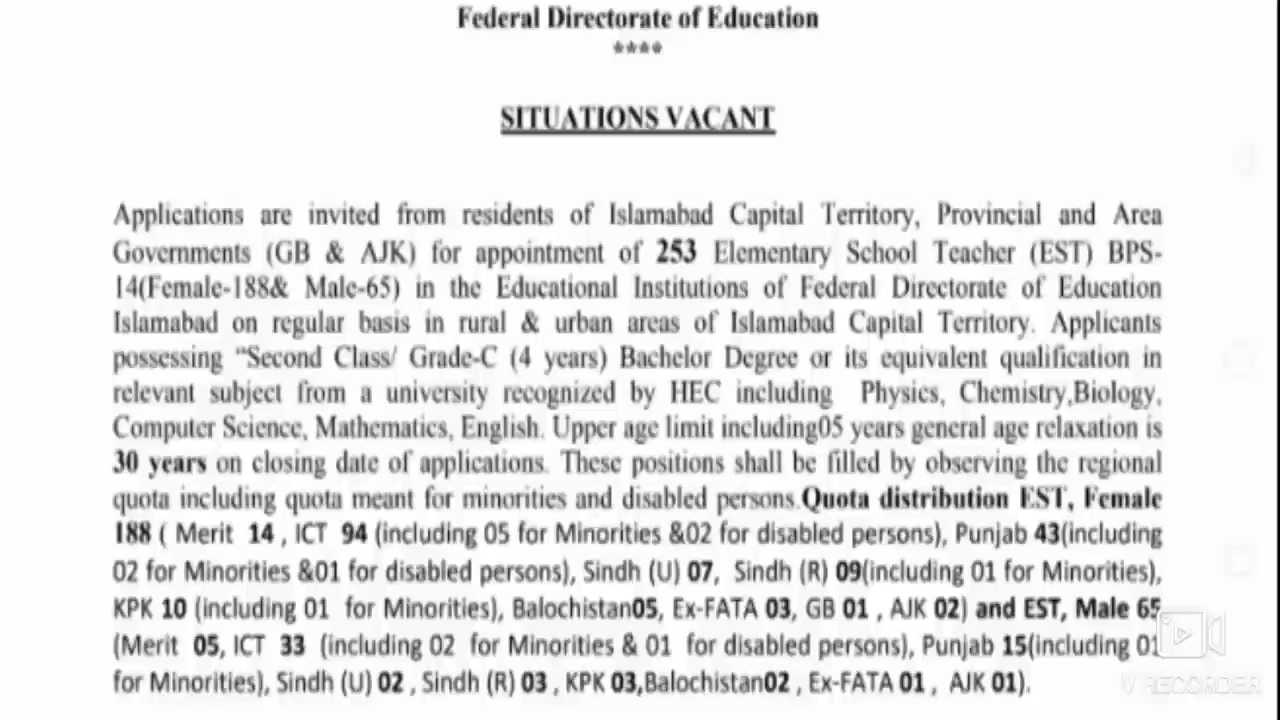 Federal Directorate of Education
****
SITUATIONS VACANT
Applications are invited from residents of Islamabad Capital Territory, Provincial and Area
Governments (GB & AJK) for appointment of 253 Elementary School Teacher (EST) BPS-
14(Female-188& Male-65) in the Educational Institutions of Federal Directorate of Education
Islamabad on regular basis in rural & urban areas of Islamabad Capital Territory. Applicants
possessing "Second Class/ Grade-C (4 years) Bachelor Degree or its equivalent qualification in
relevant subject from a university recognized by HEC including Physics, Chemistry,Biology,
Computer Science, Mathematics, English. Upper age limit including05 years general age relaxation is
30 years on closing date of applications. These positions shall be filled by observing the regional
quota including quota meant for minorities and disabled persons.Quota distribution EST, Female
188 ( Merit 14 , ICT 94 (including 05 for Minorities &02 for disabled persons), Punjab 43(including
02 for Minorities &01 for disabled persons), Sindh (U) 07, Sindh (R) 09(including 01 for Minorities),
KPK 10 (including 01 for Minorities), Balochistan05, Ex-FATA 03, GB 01 , AJK 02) and EST, Male 65
(Merit 05, ICT 33 (including 02 for Minorities & 01 for disabled persons), Punjab 15(including 01
for Minorities), Sindh (U) 02 , Sindh (R) 03 , KPK 03,Balochistan02 , Ex-FATA 01 , AJK 01).
V RECORDER